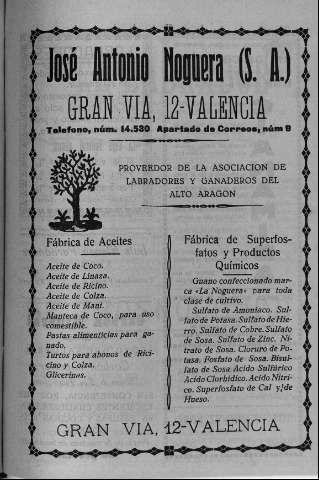 José Antonio Noguera (S. A.)
GRAN VIA, 12-VALENCIA
Telefono, núm. 14.530 Apartado de Correos, núm 9
PROVEEDOR DE LA ASOCIACION DE
LABRADORES Y GANADEROS DEL
ALTO ARAGON
Fábrica de Aceites
Aceite de Coco.
Aceite de Linaza.
Aceite de Ricino.
Aceite de Colza.
Aceite de Maní.
Manteca de Coco, para uso
comestible.
Pastas alimenticias para ga-
nado.
Turtos para abonos de Rici-
cino y Colza.
Glicerinas.
Fábrica de Superfos-
fatos y Productos
Químicos
Guano confeccionado mar-
ca «La Noguera» para toda
clase de cultivo.
Sulfato de Amoniaco. Sul-
fato de Potasa. Sulfato de Hie-
rro. Sulfato de Cobre. Sulfato
de Sosa. Sulfato de Zinc. Ni-
trato de Sosa. Cloruro de Po-
tasa. Fosfato de Sosa. Bisul-
fato de Sosa Acido Sulfúrico
Acido Clorhídico. Acido Nítri-
co. Superfosfato de Cal y de
Hueso.
GRAN VIA, 12-VALENCIA